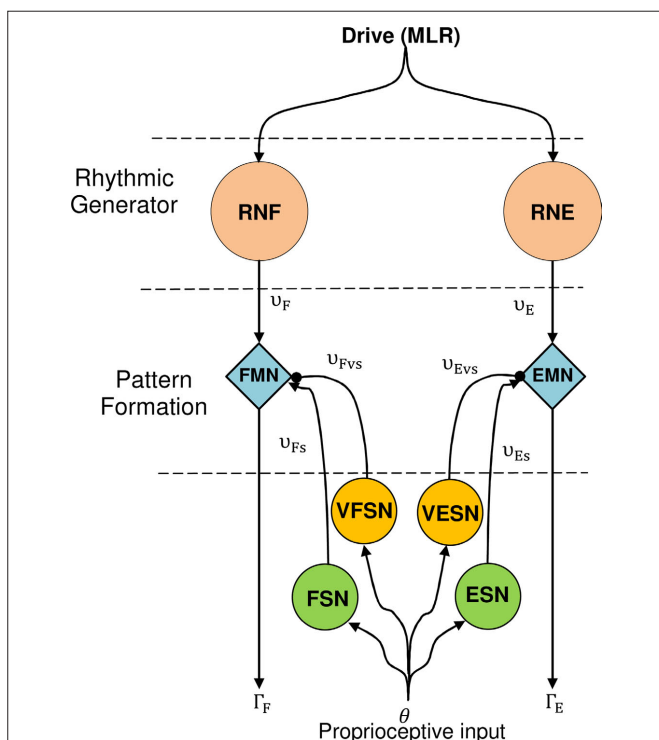 Drive (MLR)
Rhythmic
Generator
RNF
RNE
υF
υE
Pattern
Formation
FMN
EMN
υFvs
υEvs
υFs
υEs
VFSN
VESN
FSN
ESN
ΓF
θ
ΓE
Proprioceptive input